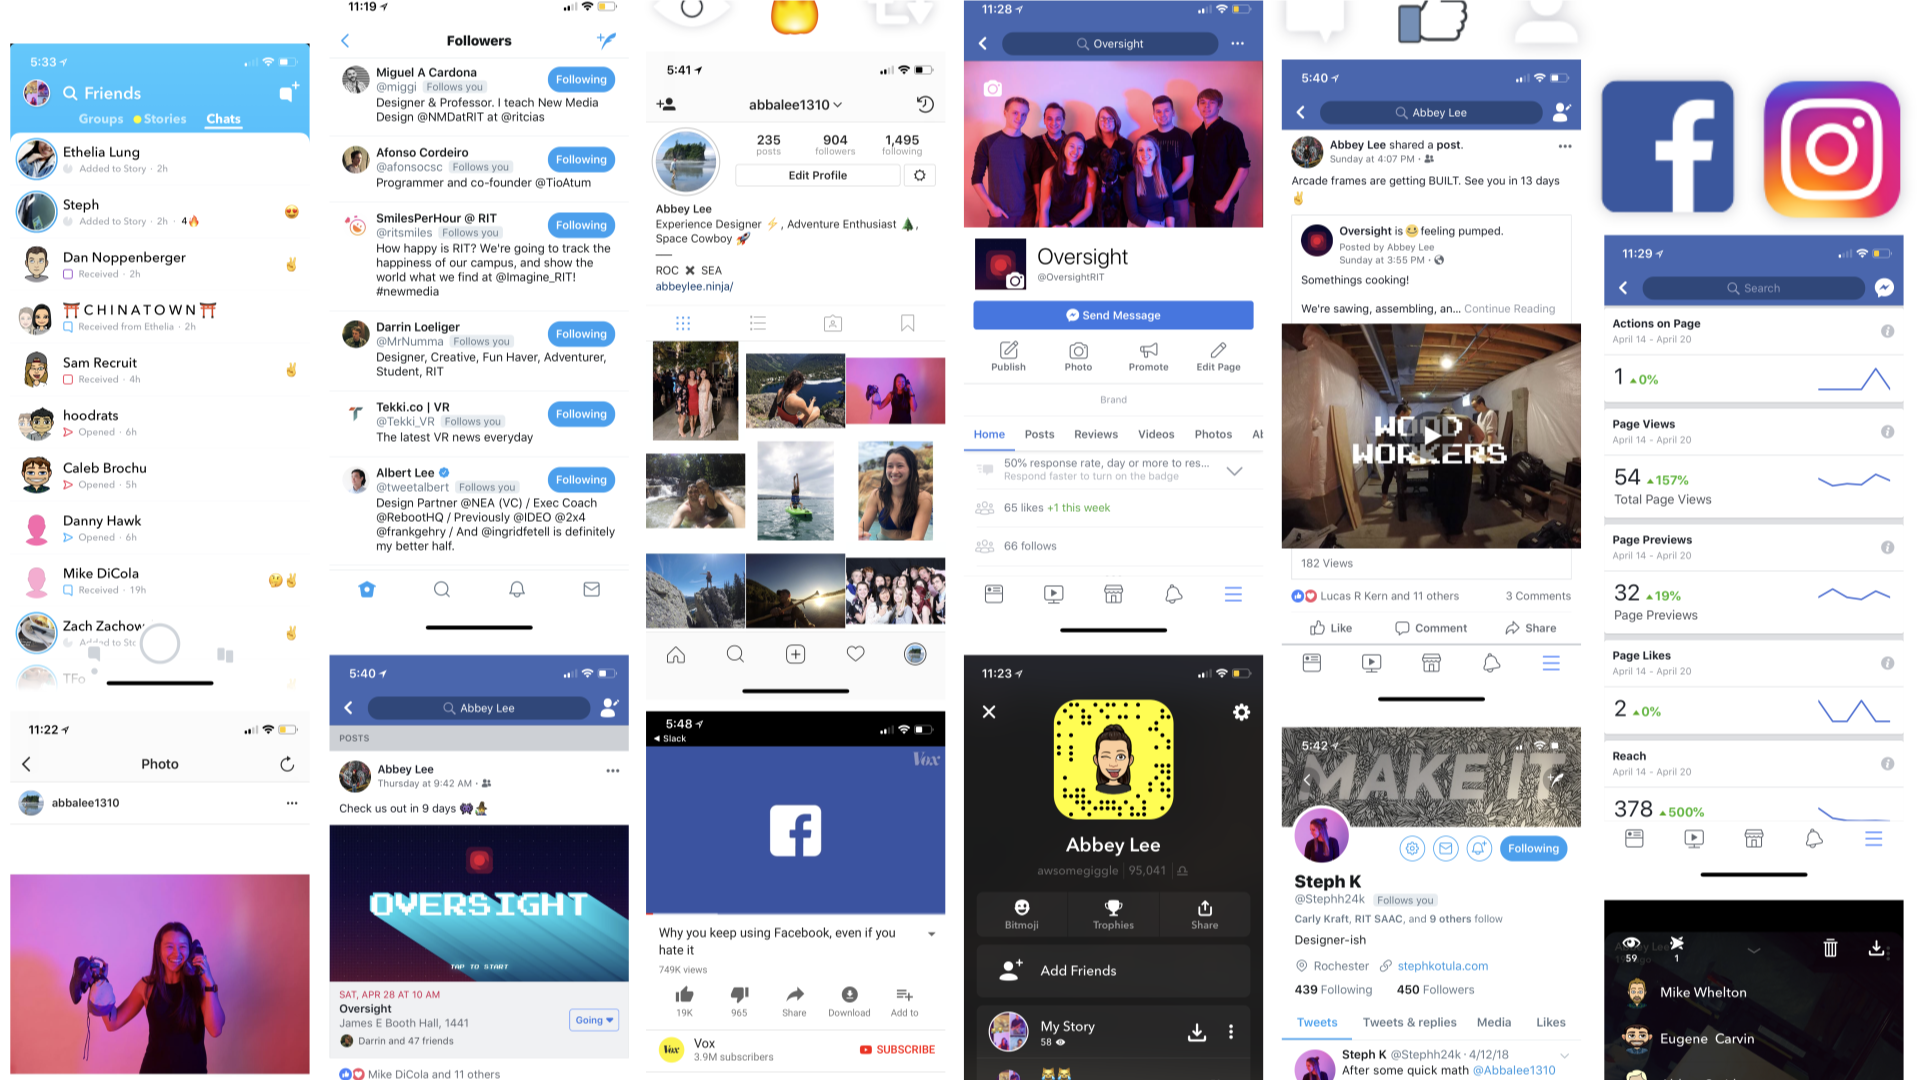 5:33
Friends
Groups Stories Chats
Ethelia Lung
Added to Story · 2h
Steph
Added to Story · 2h · 4🔥
Dan Noppenberger
Received · 2h
⛩️CHINATOWN⛩️
Received from Ethelia · 2h
Sam Recruit
Received · 4h
hoodrats
Opened · 6h
Caleb Brochu
Opened · 5h
Danny Hawk
Opened · 6h
Mike DiCola
Received · 19h
Zach Zachow
Added to Stc
TFo
11:22
Photo
abbalee1310
11:19
Followers
Miguel A Cardona
@miggi Follows you
Following
Designer & Professor. I teach New Media
Design @NMDatRIT at @ritcias
Afonso Cordeiro
@afonsocsc Follows you
Following
Programmer and co-founder @TioAtum
SmilesPerHour @ RIT
@ritsmiles Follows you
Following
How happy is RIT? We're going to track the
happiness of our campus, and show the
world what we find at @Imagine_RIT!
#newmedia
Darrin Loeliger
@MrNumma Follows you
Following
Designer, Creative, Fun Haver, Adventurer,
Student, RIT
Tekki.co | VR
@Tekki_VR Follows you
Following
The latest VR news everyday
Albert Lee
@tweetalbert Follows you
Following
Design Partner @NEA (VC) / Exec Coach
@RebootHQ / Previously @IDEO @2x4
@frankgehry / And @ingridfetell is definitely
my better half.
5:40
Abbey Lee
POSTS
Abbey Lee
Thursday at 9:42 AM ·
Check us out in 9 days
OVERSIGHT
TAP TO START
SAT, APR 28 AT 10 AM
Oversight
James E Booth Hall, 1441
Going
Darrin and 47 friends
Mike DiCola and 11 others
5:41
abbalee1310
235 904 1,495
posts followers following
Edit Profile
Abbey Lee
Experience Designer ⚡, Adventure Enthusiast 🌲,
Space Cowboy 🚀
—
ROC ✖ SEA
abbeylee.ninja/
5:48
Slack
Vox
Why you keep using Facebook, even if you
hate it
749K views
19K 965 Share Download Add to
Vox
Vox
3.9M subscribers
SUBSCRIBE
11:28
Oversight
Oversight
@OversightRIT
Send Message
Publish Photo Promote Edit Page
Brand
Home Posts Reviews Videos Photos Al
50% response rate, day or more to res...
Respond faster to turn on the badge
65 likes +1 this week
66 follows
11:23
Abbey Lee
awsomegiggle 95,041
Bitmoji Trophies Share
Add Friends
My Story
58
5:40
Abbey Lee
Abbey Lee shared a post.
Sunday at 4:07 PM ·
Arcade frames are getting BUILT. See you in 13 days
Oversight is 😄 feeling pumped.
Posted by Abbey Lee
Sunday at 3:55 PM ·
Somethings cooking!
We're sawing, assembling, an... Continue Reading
WOOD
WORKERS
182 Views
Lucas R Kern and 11 others 3 Comments
Like Comment Share
5:42
MAKE IT
Following
Steph K
@Stephh24k Follows you
Carly Kraft, RIT SAAC, and 9 others follow
Designer-ish
Rochester stephkotula.com
439 Following 450 Followers
Tweets Tweets & replies Media Likes
Steph K @Stephh24k · 4/12/18
After some quick math @Abbalee1310
11:29
Search
Actions on Page
April 14 - April 20
1 0%
Page Views
April 14 - April 20
54 157%
Total Page Views
Page Previews
April 14 - April 20
32 19%
Page Previews
Page Likes
April 14 - April 20
2 0%
Reach
April 14 - April 20
378 500%
Abbey Lee
59 1
Mike Whelton
Eugene Carvin